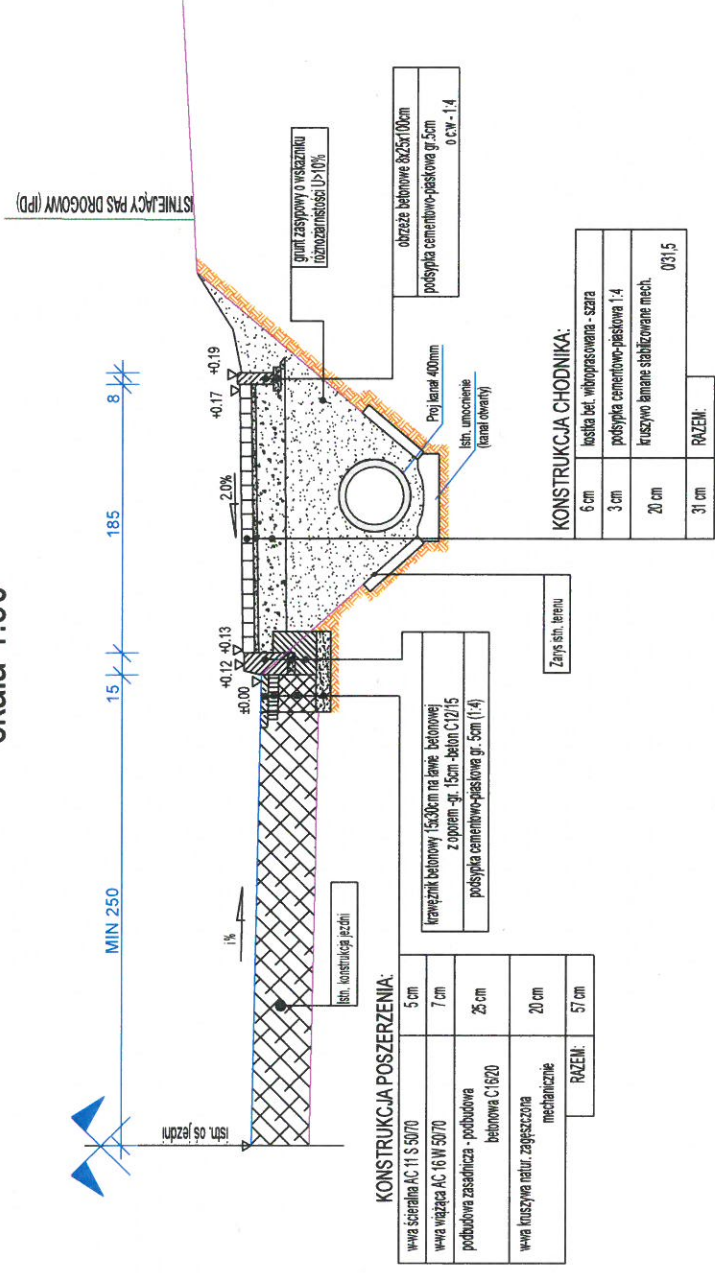 skala 1:50
MIN 250
15
185
8
ISTNIEJĄCY PAS DROGOWY (IPD)
istn. oś jezdni
i%
±0.00
+0.12
+0.13
2.0%
+0.17
+0.19
grunt zasypowy o wskaźniku
różnoziarnistości U>10%
obrzeże betonowe 8x25x100cm
podsypka cementowo-piaskowa gr.5cm
o c:w - 1:4
Istn. konstrukcja jezdni
Proj kanał 400mm
Istn. umocnienie
(kanał otwarty)
Zarys istn. terenu
krawężnik betonowy 15x30cm na ławie betonowej
z oporem -gr. 15cm -beton C12/15
podsypka cementowo-piaskowa gr. 5cm (1:4)
KONSTRUKCJA POSZERZENIA:
w-wa ścieralna AC 11 S 50/70 5 cm
w-wa wiążąca AC 16 W 50/70 7 cm
podbudowa zasadnicza - podbudowa
betonowa C16/20 25 cm
w-wa kruszywa natur. zagęszczona
mechanicznie 20 cm
RAZEM: 57 cm
KONSTRUKCJA CHODNIKA:
6 cm kostka bet. wibroprasowana - szara
3 cm podsypka cementowo-piaskowa 1:4
20 cm kruszywo łamane stabilizowane mech.
0/31,5
31 cm RAZEM: